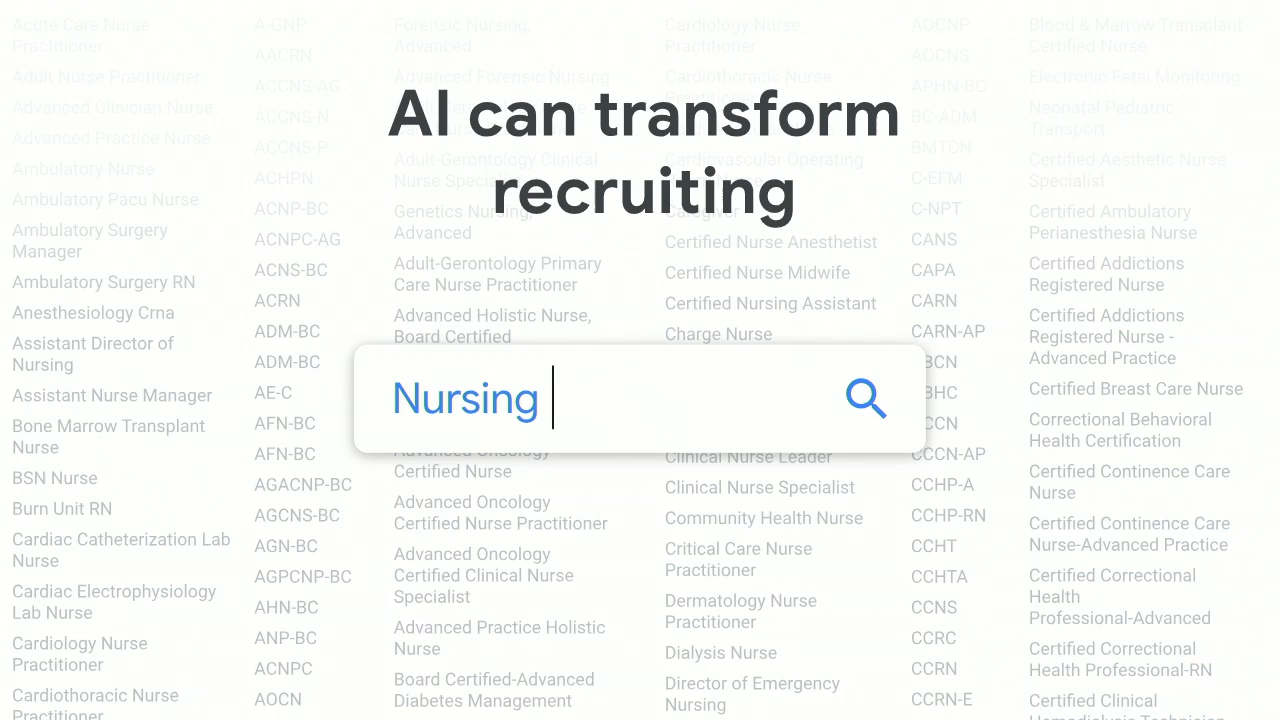 AI can transform
recruiting
Nursing
Acute Care Nurse
Practitioner
Adult Nurse Practitioner
Advanced Clinician Nurse
Advanced Practice Nurse
Ambulatory Nurse
Ambulatory Pacu Nurse
Ambulatory Surgery
Manager
Ambulatory Surgery RN
Anesthesiology Crna
Assistant Director of
Nursing
Assistant Nurse Manager
Bone Marrow Transplant
Nurse
BSN Nurse
Burn Unit RN
Cardiac Catheterization Lab
Nurse
Cardiac Electrophysiology
Lab Nurse
Cardiology Nurse
Practitioner
Cardiothoracic Nurse
Practitioner
A-GNP
AACRN
ACCNS-AG
ACCNS-N
ACCNS-P
ACHPN
ACNP-BC
ACNPC-AG
ACNS-BC
ACRN
ADM-BC
ADM-BC
AE-C
AFN-BC
AFN-BC
AGACNP-BC
AGCNS-BC
AGN-BC
AGPCNP-BC
AHN-BC
ANP-BC
ACNPC
AOCN
Forensic Nursing,
Advanced
Advanced Forensic Nursing
Adult-Gerontology Clinical
Nurse Specialist
Genetics Nursing,
Advanced
Adult-Gerontology Primary
Care Nurse Practitioner
Advanced Holistic Nurse,
Board Certified
Advanced Oncology
Certified Nurse
Advanced Oncology
Certified Nurse Practitioner
Advanced Oncology
Certified Clinical Nurse
Specialist
Advanced Practice Holistic
Nurse
Board Certified-Advanced
Diabetes Management
Cardiology Nurse
Practitioner
Cardiothoracic Nurse
Practitioner
Cardiovascular Operating
Caregiver
Certified Nurse Anesthetist
Certified Nurse Midwife
Certified Nursing Assistant
Charge Nurse
Clinical Nurse Leader
Clinical Nurse Specialist
Community Health Nurse
Critical Care Nurse
Practitioner
Dermatology Nurse
Practitioner
Dialysis Nurse
Director of Emergency
Nursing
AOCNP
AOCNS
APHN-BC
BC-ADM
BMTCN
C-EFM
C-NPT
CANS
CAPA
CARN
CARN-AP
CCCN-AP
CCHP-A
CCHP-RN
CCHT
CCHTA
CCNS
CCRC
CCRN
CCRN-E
Blood & Marrow Transplant
Certified Nurse
Electronic Fetal Monitoring
Neonatal Pediatric
Transport
Certified Aesthetic Nurse
Specialist
Certified Ambulatory
Perianesthesia Nurse
Certified Addictions
Registered Nurse
Certified Addictions
Registered Nurse -
Advanced Practice
Certified Breast Care Nurse
Correctional Behavioral
Health Certification
Certified Continence Care
Nurse
Certified Continence Care
Nurse-Advanced Practice
Certified Correctional
Health
Professional-Advanced
Certified Correctional
Health Professional-RN
Certified Clinical
Hemodialysis Technician